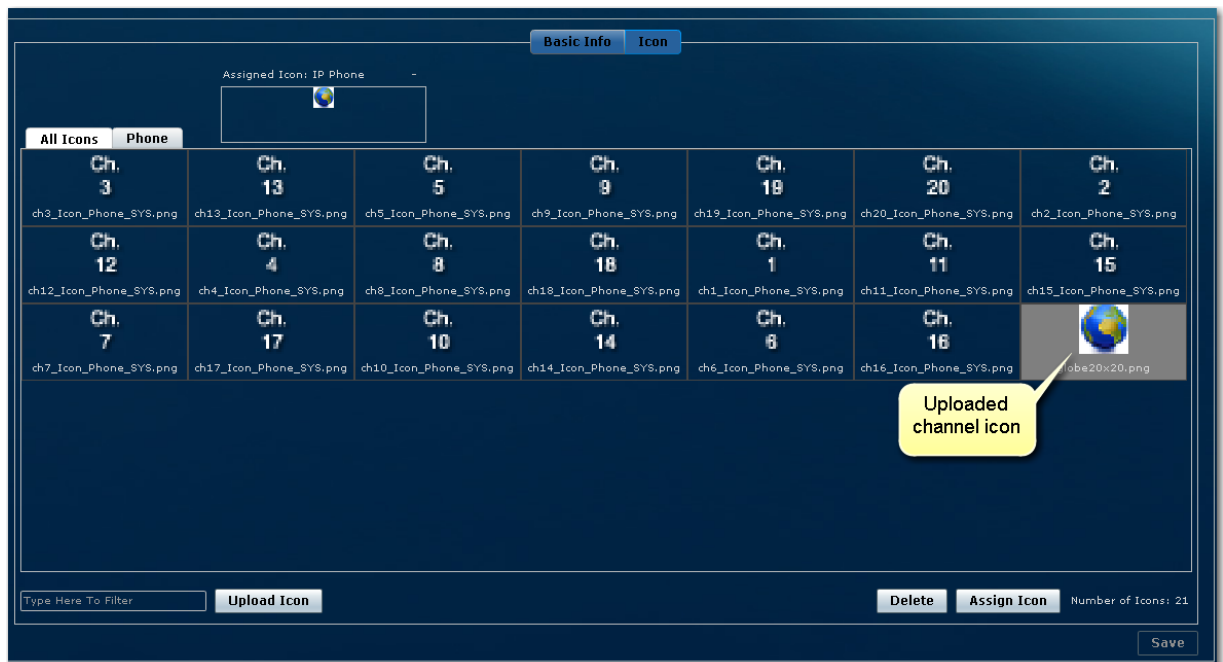 Basic Info Icon
Assigned Icon: IP Phone -
All Icons Phone
Ch. 3 Ch. 13 Ch. 5 Ch. 9 Ch. 19 Ch. 20 Ch. 2
ch3_Icon_Phone_SYS.png ch13_Icon_Phone_SYS.png ch5_Icon_Phone_SYS.png ch9_Icon_Phone_SYS.png ch19_Icon_Phone_SYS.png ch20_Icon_Phone_SYS.png ch2_Icon_Phone_SYS.png
Ch. 12 Ch. 4 Ch. 8 Ch. 18 Ch. 1 Ch. 11 Ch. 15
ch12_Icon_Phone_SYS.png ch4_Icon_Phone_SYS.png ch8_Icon_Phone_SYS.png ch18_Icon_Phone_SYS.png ch1_Icon_Phone_SYS.png ch11_Icon_Phone_SYS.png ch15_Icon_Phone_SYS.png
Ch. 7 Ch. 17 Ch. 10 Ch. 14 Ch. 6 Ch. 16
ch7_Icon_Phone_SYS.png ch17_Icon_Phone_SYS.png ch10_Icon_Phone_SYS.png ch14_Icon_Phone_SYS.png ch6_Icon_Phone_SYS.png ch16_Icon_Phone_SYS.png lobe20x20.png
Uploaded
channel icon
Type Here To Filter Upload Icon Delete Assign Icon Number of Icons: 21
Save